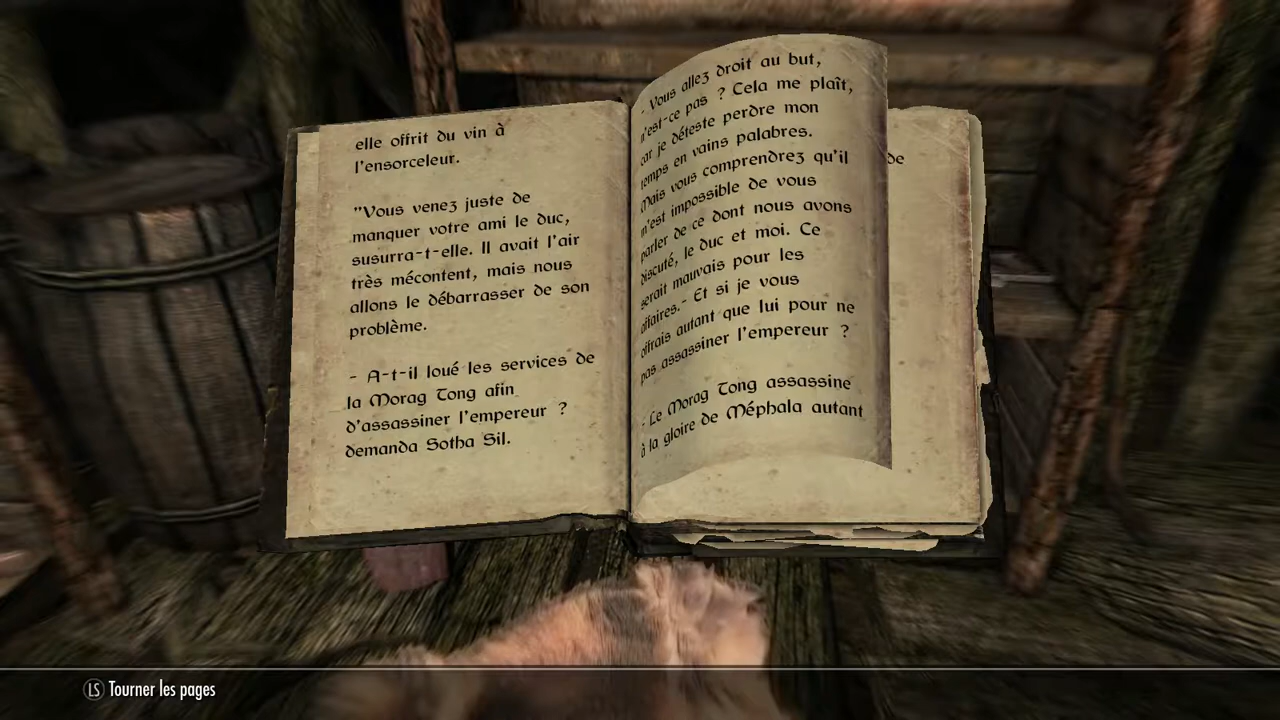 elle offrit du vin à
l'ensorceleur.
"Vous venez juste de
manquer votre ami le duc,
susurra-t-elle. Il avait l'air
très mécontent, mais nous
allons le débarrasser de son
problème.
- A-t-il loué les services de
la Morag Tong afin
d'assassiner l'empereur ?
demanda Sotha Sil.
- Vous allez droit au but,
n'est-ce pas ? Cela me plaît,
car je déteste perdre mon
temps en vains palabres.
Mais vous comprendrez qu'il
m'est impossible de vous
parler de ce dont nous avons
discuté, le duc et moi. Ce
serait mauvais pour les
affaires.- Et si je vous
offrais autant que lui pour ne
pas assassiner l'empereur ?
- Le Morag Tong assassine
à la gloire de Méphala autant
de
LS Tourner les pages